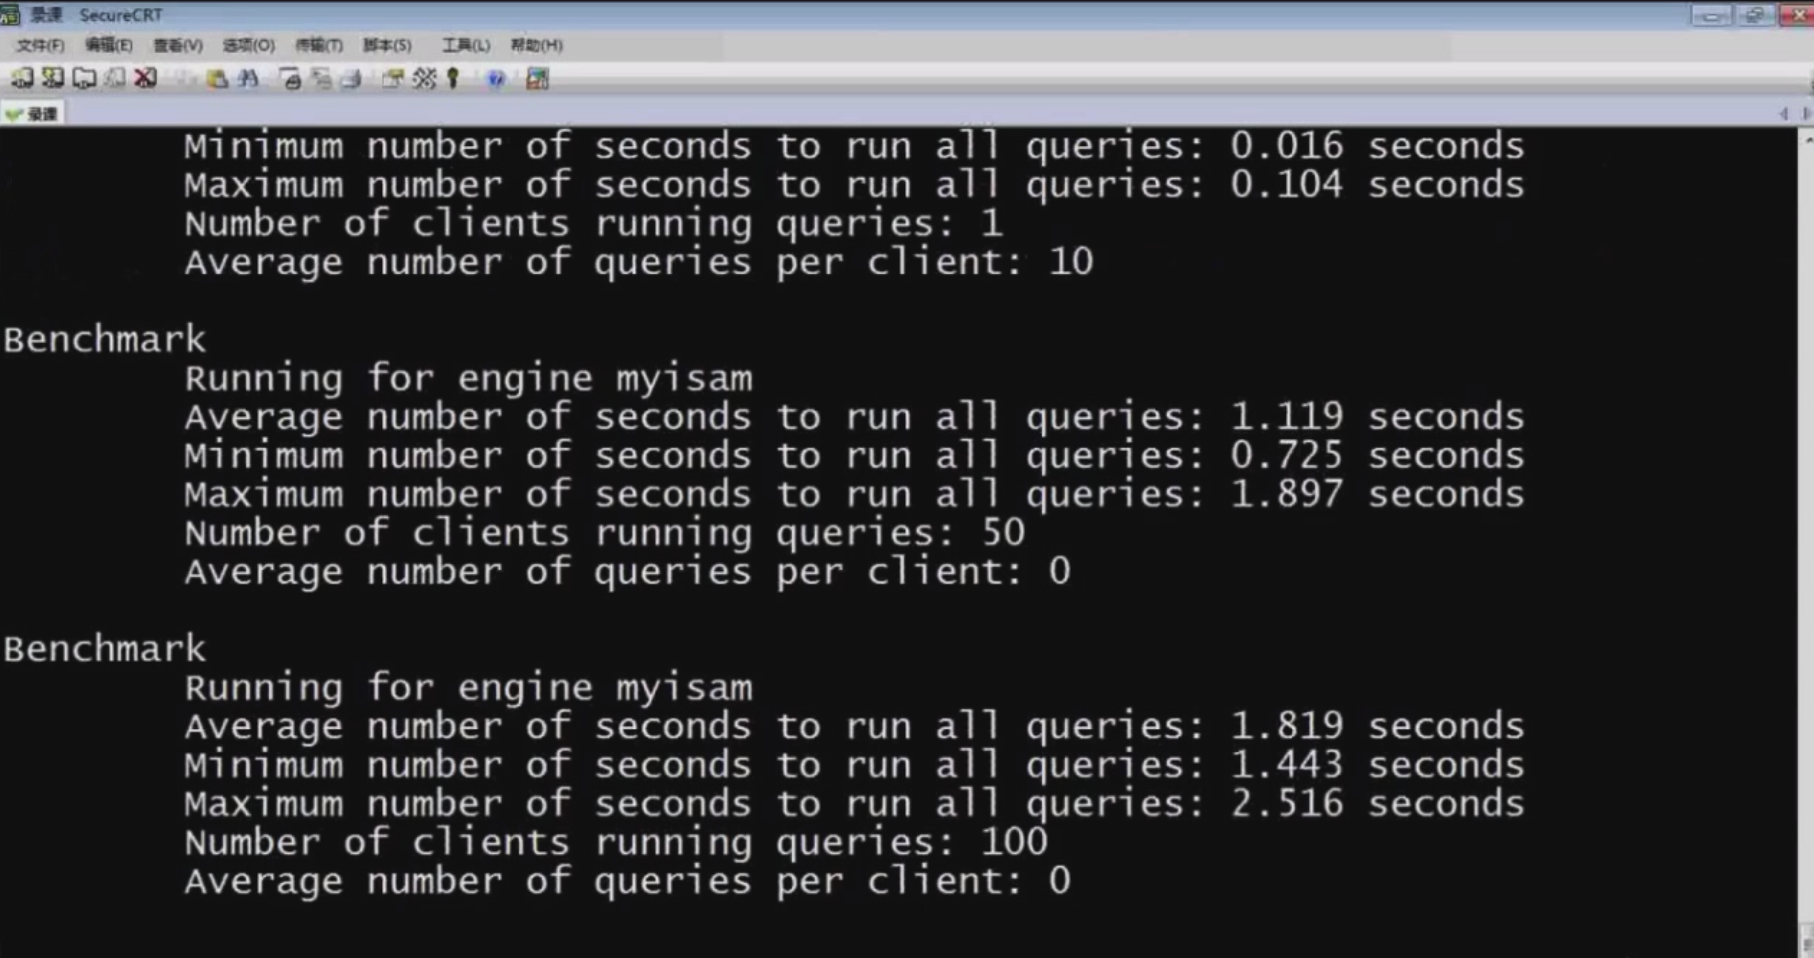 录课 SecureCRT
文件(F) 编辑(E) 查看(V) 选项(O) 传输(T) 脚本(S) 工具(L) 帮助(H)
录课
Minimum number of seconds to run all queries: 0.016 seconds
Maximum number of seconds to run all queries: 0.104 seconds
Number of clients running queries: 1
Average number of queries per client: 10
Benchmark
Running for engine myisam
Average number of seconds to run all queries: 1.119 seconds
Minimum number of seconds to run all queries: 0.725 seconds
Maximum number of seconds to run all queries: 1.897 seconds
Number of clients running queries: 50
Average number of queries per client: 0
Benchmark
Running for engine myisam
Average number of seconds to run all queries: 1.819 seconds
Minimum number of seconds to run all queries: 1.443 seconds
Maximum number of seconds to run all queries: 2.516 seconds
Number of clients running queries: 100
Average number of queries per client: 0